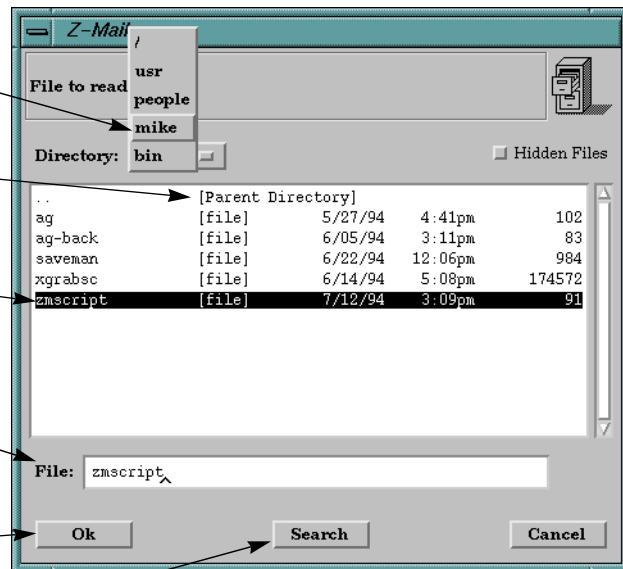 Z-Mail
/
usr
File to read
people
mike
Directory: bin
Hidden Files
.. [Parent Directory]
ag [file] 5/27/94 4:41pm 102
ag-back [file] 6/05/94 3:11pm 83
saveman [file] 6/22/94 12:06pm 984
xgrabsc [file] 6/14/94 5:08pm 174572
zmscript [file] 7/12/94 3:09pm 91
File: zmscript
Ok Search Cancel